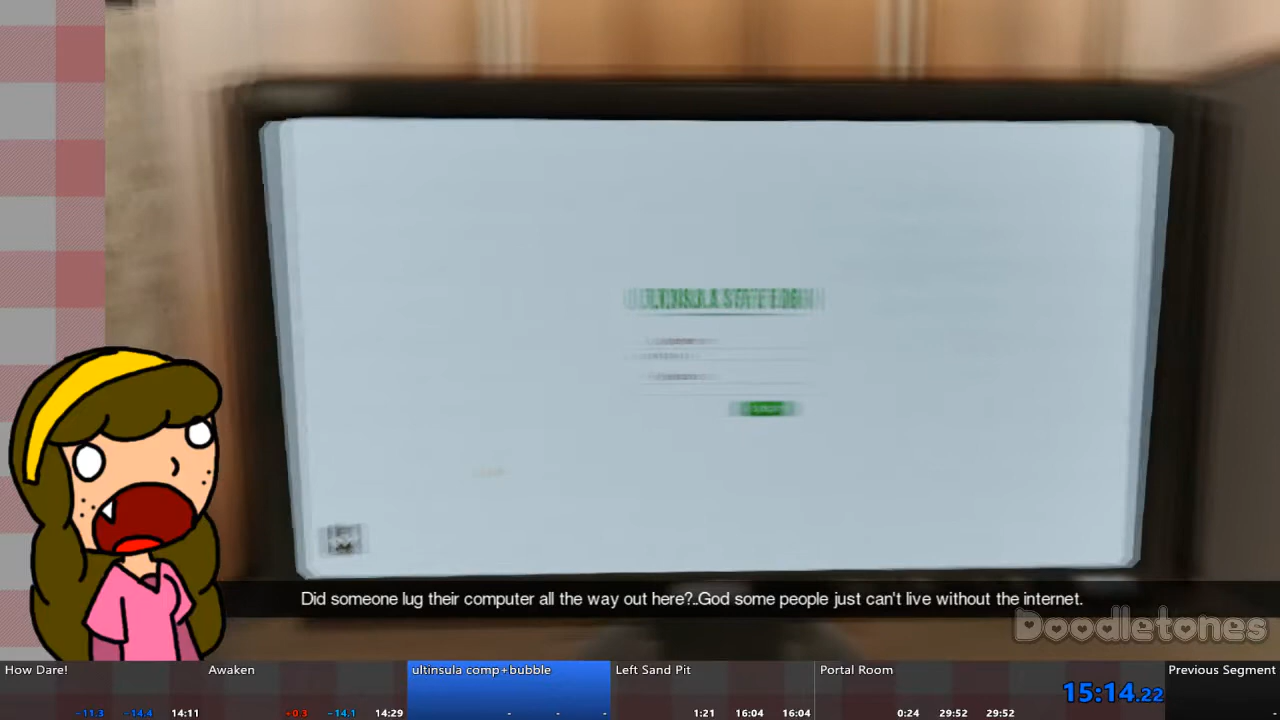 Did someone lug their computer all the way out here?..God some people just can't live without the internet.
Doodletones
How Dare!
-11.3 -14.4 14:11
Awaken
+0.3 -14.1 14:29
ultinsula comp+bubble
- - -
Left Sand Pit
1:21 16:04 16:04
Portal Room
0:24 29:52 29:52
15:14.22
Previous Segment
-